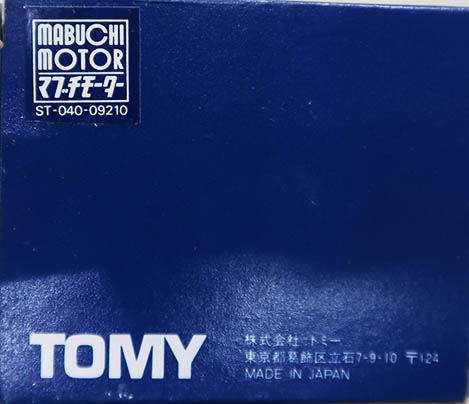 MABUCHI
MOTOR
マブチモーター
ST-040-09210
TOMY
株式会社 トミー
東京都葛飾区立石7-9-10 〒124
MADE IN JAPAN